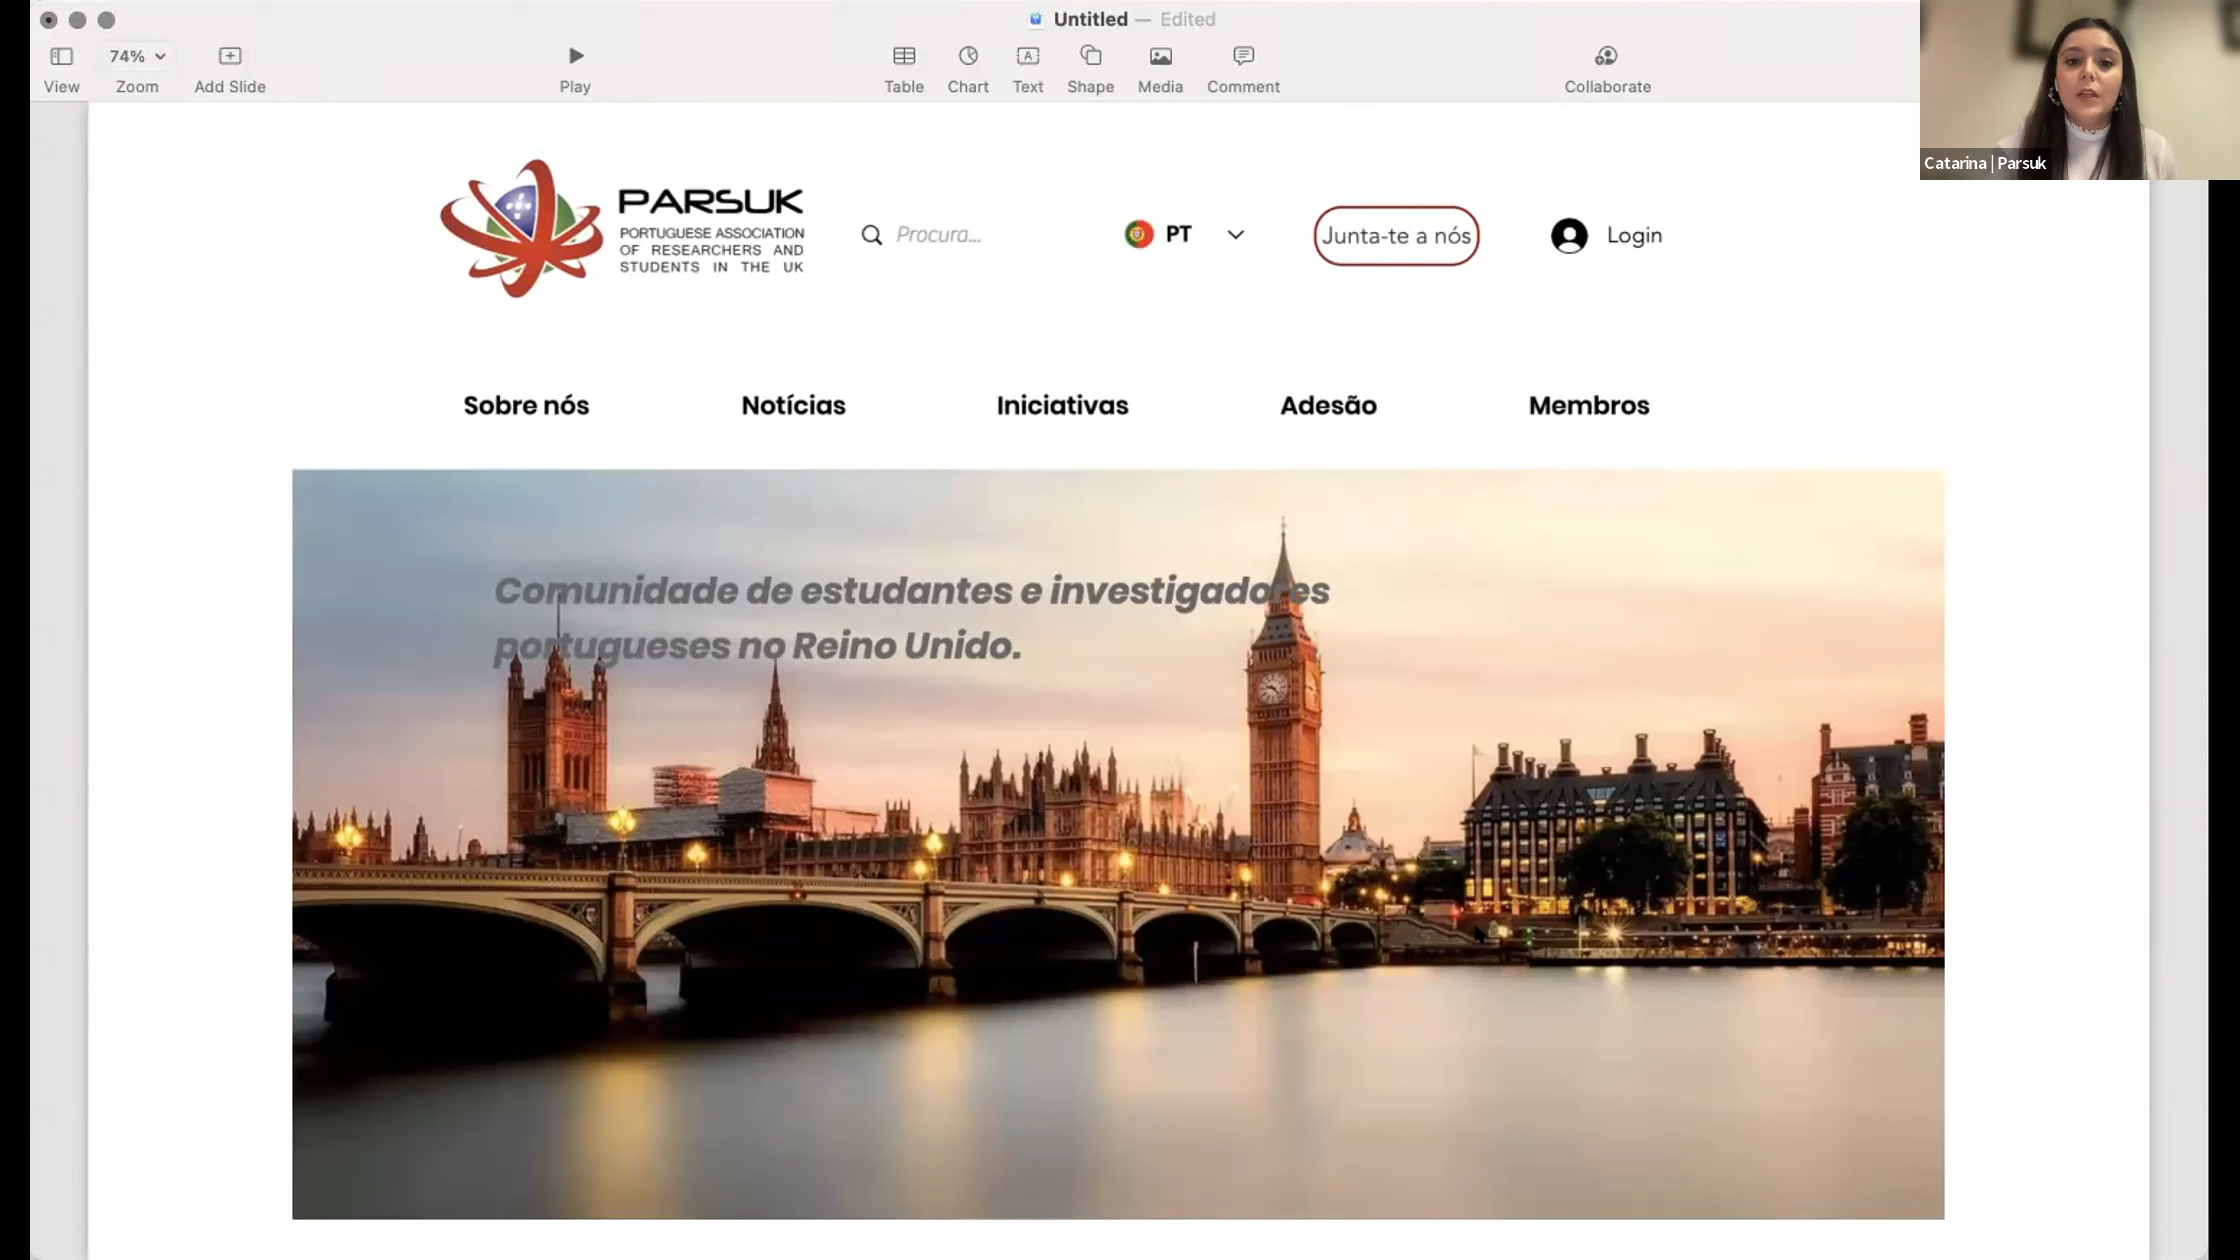 Untitled — Edited
74%
View
Zoom
Add Slide
Play
Table
Chart
Text
Shape
Media
Comment
Collaborate
Catarina | Parsuk
PARSUK
PORTUGUESE ASSOCIATION
OF RESEARCHERS AND
STUDENTS IN THE UK
Procura...
PT
Junta-te a nós
Login
Sobre nós
Notícias
Iniciativas
Adesão
Membros
Comunidade de estudantes e investigadores
portugueses no Reino Unido.